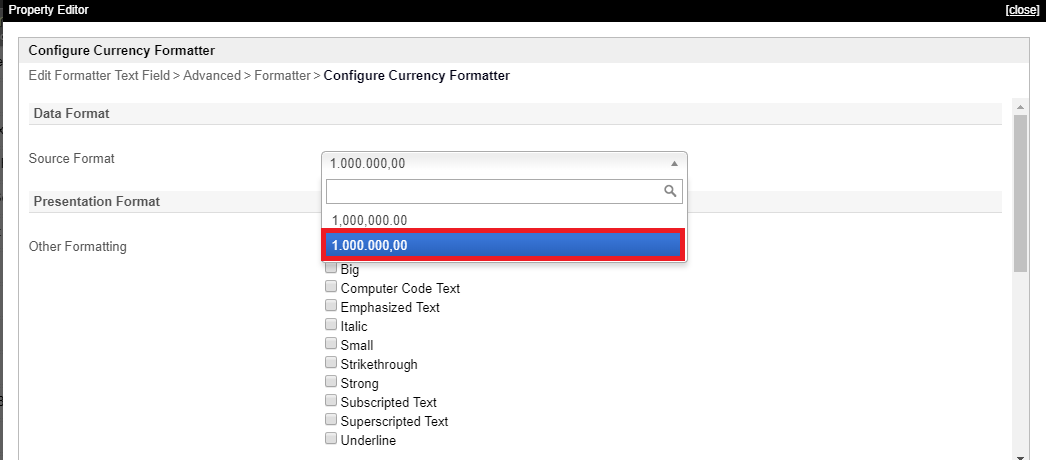 Property Editor [close]
Configure Currency Formatter
Edit Formatter Text Field > Advanced > Formatter > Configure Currency Formatter
Data Format
Source Format 1.000.000,00
1,000,000.00
1.000.000,00
Presentation Format
Other Formatting
Big
Computer Code Text
Emphasized Text
Italic
Small
Strikethrough
Strong
Subscripted Text
Superscripted Text
Underline